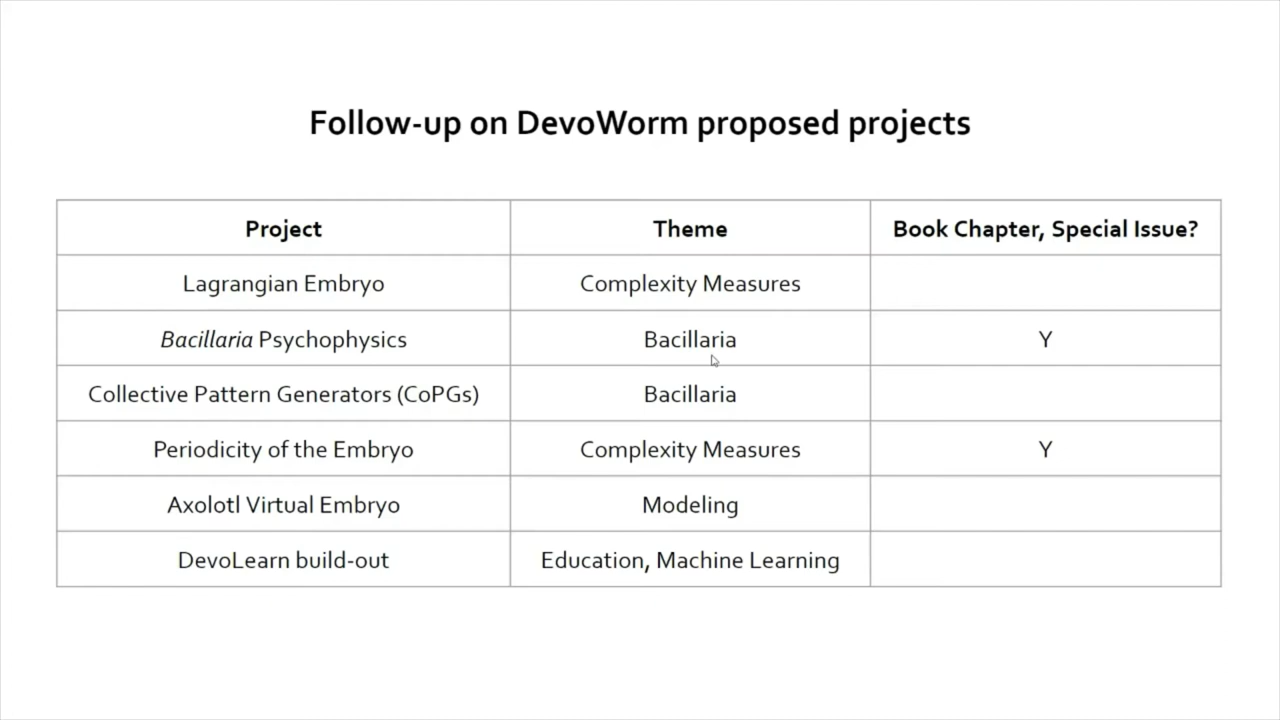 Follow-up on DevoWorm proposed projects
Project Theme Book Chapter, Special Issue?
Lagrangian Embryo Complexity Measures
Bacillaria Psychophysics Bacillaria Y
Collective Pattern Generators (CoPGs) Bacillaria
Periodicity of the Embryo Complexity Measures Y
Axolotl Virtual Embryo Modeling
DevoLearn build-out Education, Machine Learning